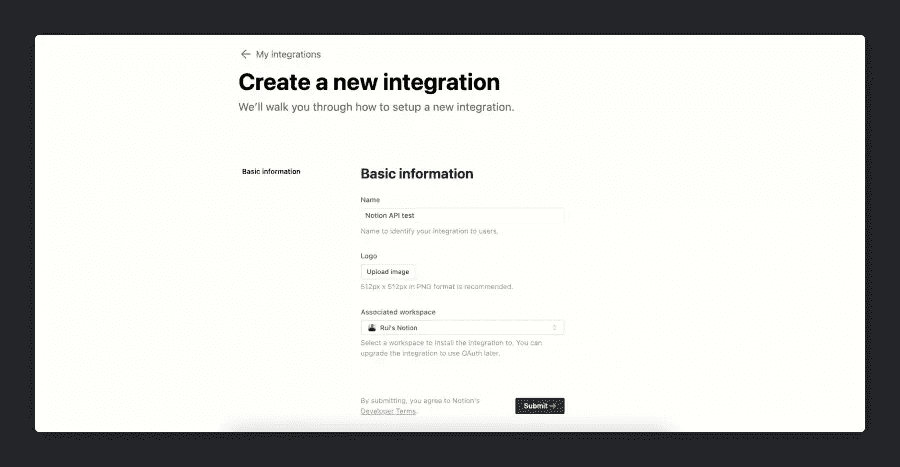 ← My integrations
Create a new integration
We'll walk you through how to setup a new integration.
Basic information
Basic information
Name
Notion API test
Name to identify your integration to users.
Logo
Upload image
512px x 512px in PNG format is recommended.
Associated workspace
Rui's Notion
Select a workspace to install the integration to. You can
upgrade the integration to use OAuth later.
By submitting, you agree to Notion's
Developer Terms.
Submit →